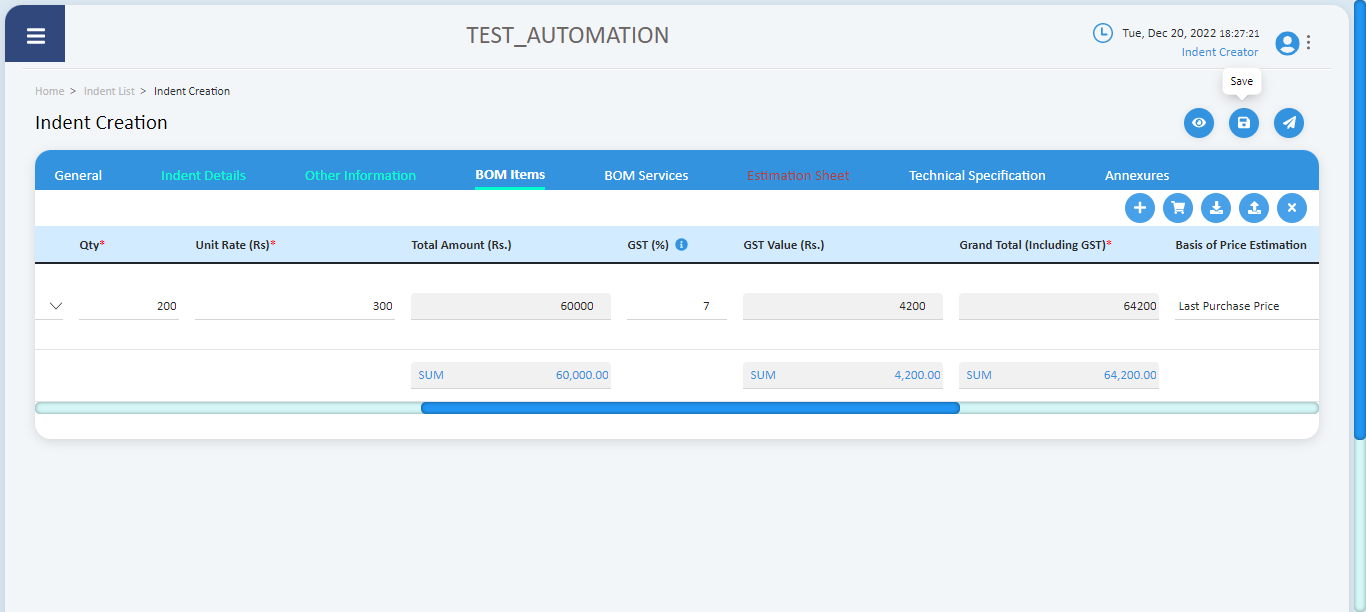 TEST_AUTOMATION
Tue, Dec 20, 2022 18:27:21
Indent Creator
Home > Indent List > Indent Creation
Save
Indent Creation
General Indent Details Other Information BOM Items BOM Services Estimation Sheet Technical Specification Annexures
Qty* Unit Rate (Rs)* Total Amount (Rs.) GST (%) GST Value (Rs.) Grand Total (Including GST)* Basis of Price Estimation
200 300 60000 7 4200 64200 Last Purchase Price
SUM 60,000.00 SUM 4,200.00 SUM 64,200.00